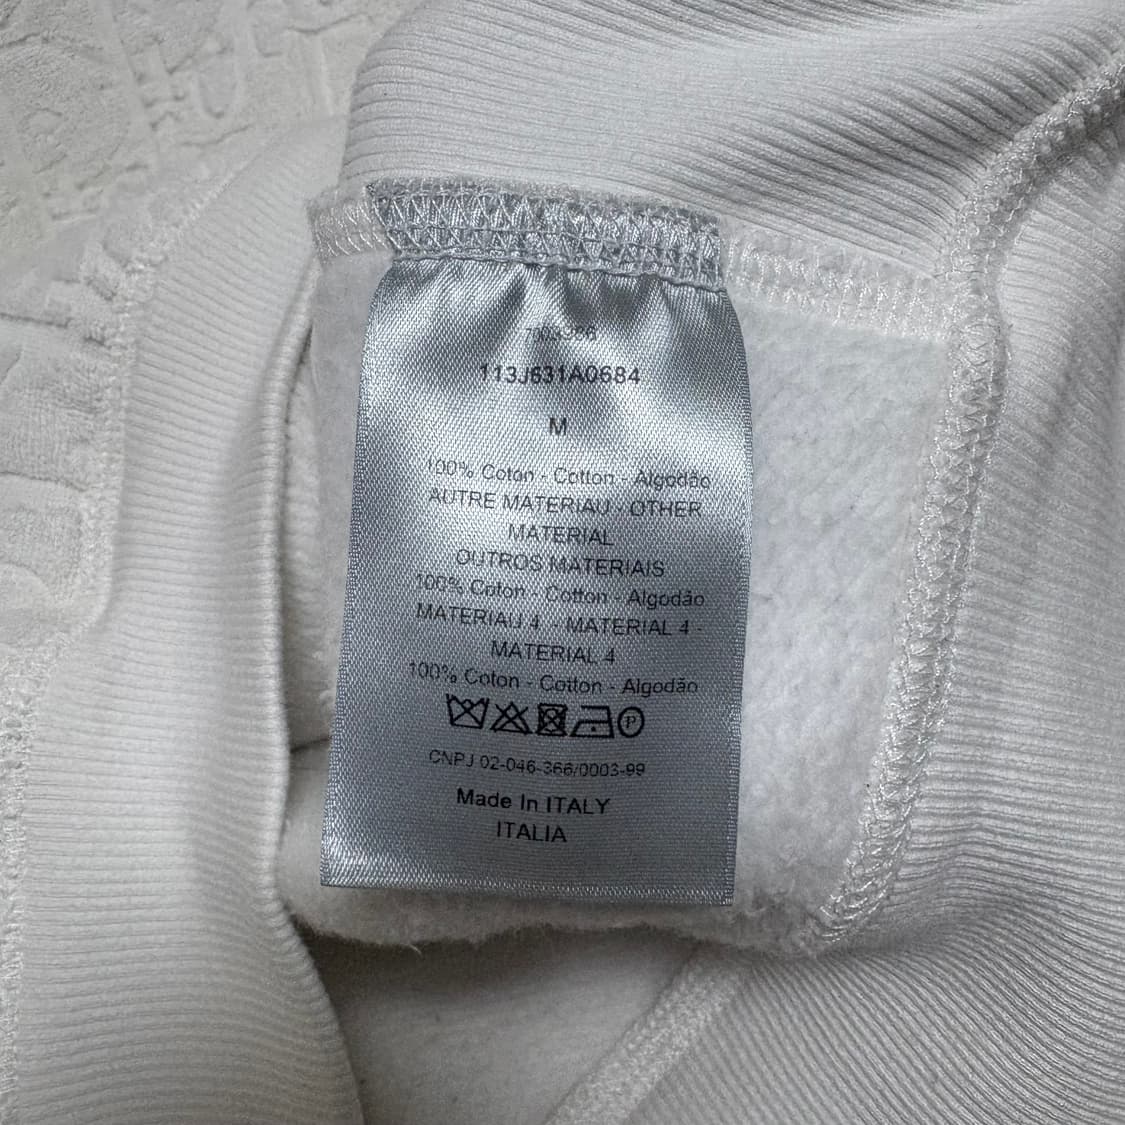 113J631A0684
M
100% Coton - Cotton - Algodão
AUTRE MATERIAU - OTHER
MATERIAL
OUTROS MATERIAIS
100% Coton - Cotton - Algodão
MATERIAU 4 - MATERIAL 4 -
MATERIAL 4
100% Coton - Cotton - Algodão
P
CNPJ 02-046-366/0003-99
Made In ITALY
ITALIA